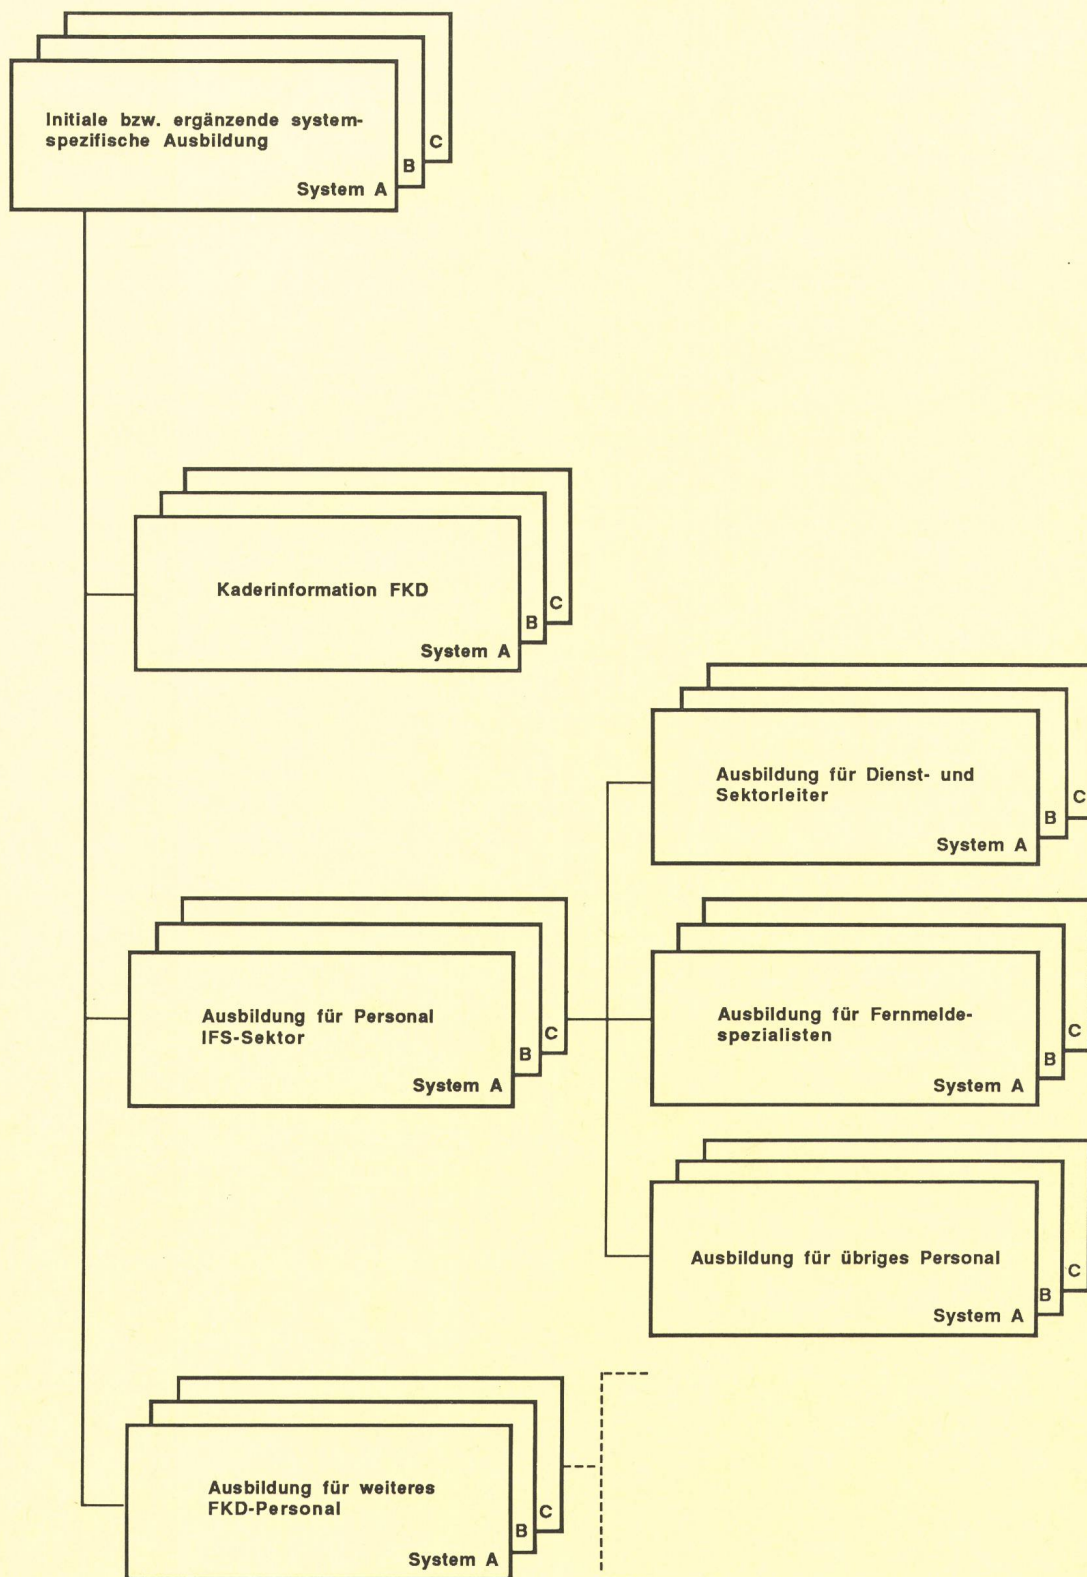 Initiale bzw. ergänzende system-
spezifische Ausbildung
System A
B
C
Kaderinformation FKD
System A
B
C
Ausbildung für Dienst- und
Sektorleiter
System A
B
C
Ausbildung für Personal
IFS-Sektor
System A
B
C
Ausbildung für Fernmelde-
spezialisten
System A
B
C
Ausbildung für übriges Personal
System A
B
C
Ausbildung für weiteres
FKD-Personal
System A
B
C